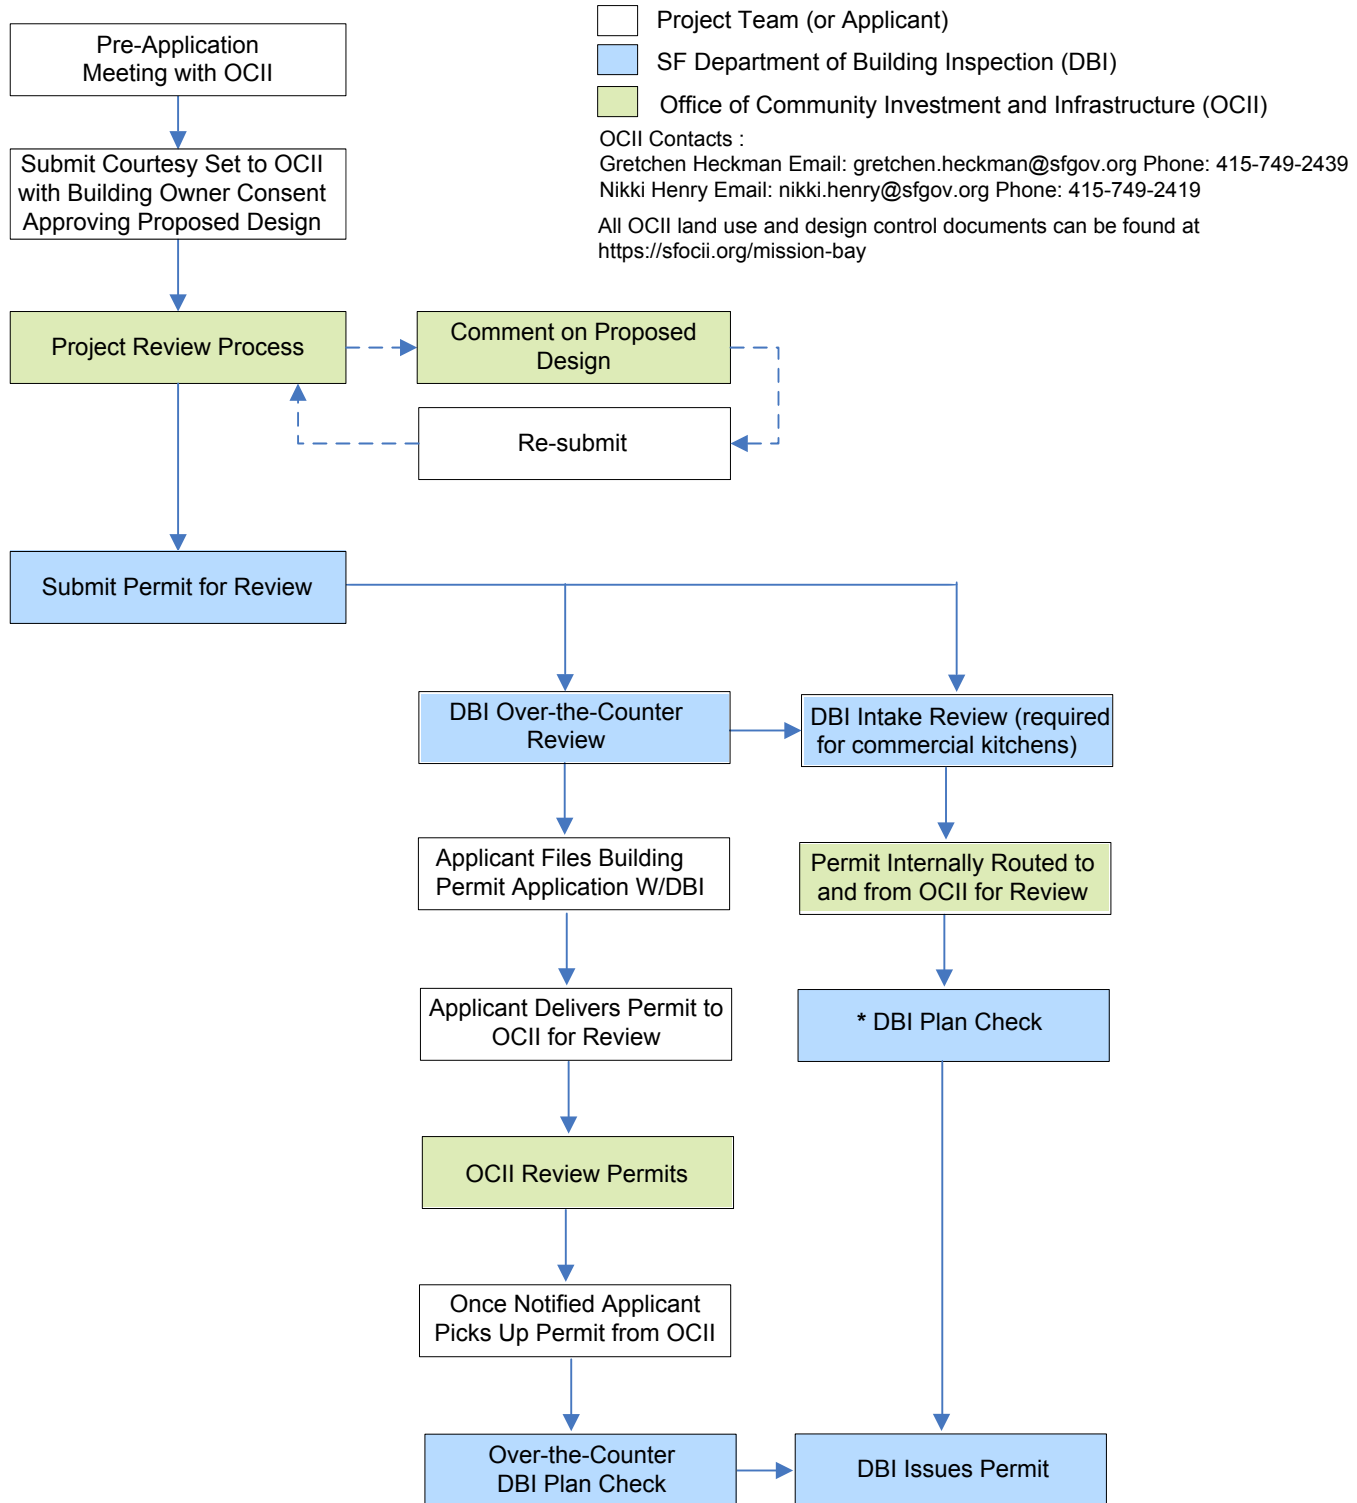 Pre-Application
Meeting with OCII
Project Team (or Applicant)
SF Department of Building Inspection (DBI)
Office of Community Investment and Infrastructure (OCII)
OCII Contacts :
Gretchen Heckman Email: gretchen.heckman@sfgov.org Phone: 415-749-2439
Nikki Henry Email: nikki.henry@sfgov.org Phone: 415-749-2419
All OCII land use and design control documents can be found at
https://sfocii.org/mission-bay
Submit Courtesy Set to OCII
with Building Owner Consent
Approving Proposed Design
Project Review Process
Comment on Proposed
Design
Re-submit
Submit Permit for Review
DBI Over-the-Counter
Review
DBI Intake Review (required
for commercial kitchens)
Applicant Files Building
Permit Application W/DBI
Permit Internally Routed to
and from OCII for Review
Applicant Delivers Permit to
OCII for Review
* DBI Plan Check
OCII Review Permits
Once Notified Applicant
Picks Up Permit from OCII
Over-the-Counter
DBI Plan Check
DBI Issues Permit